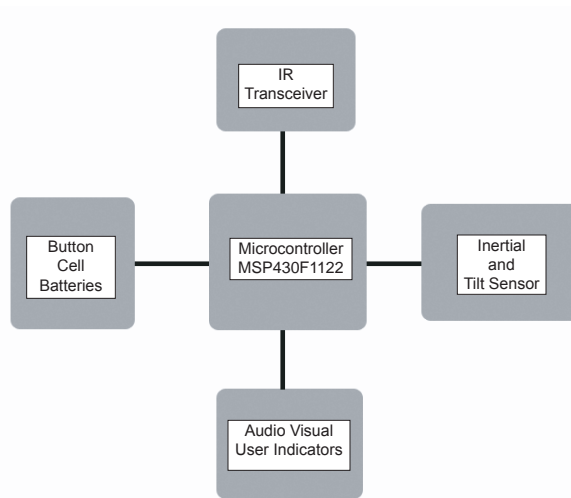 IR
Transceiver
Button
Cell
Batteries
Microcontroller
MSP430F1122
Inertial
and
Tilt Sensor
Audio Visual
User Indicators